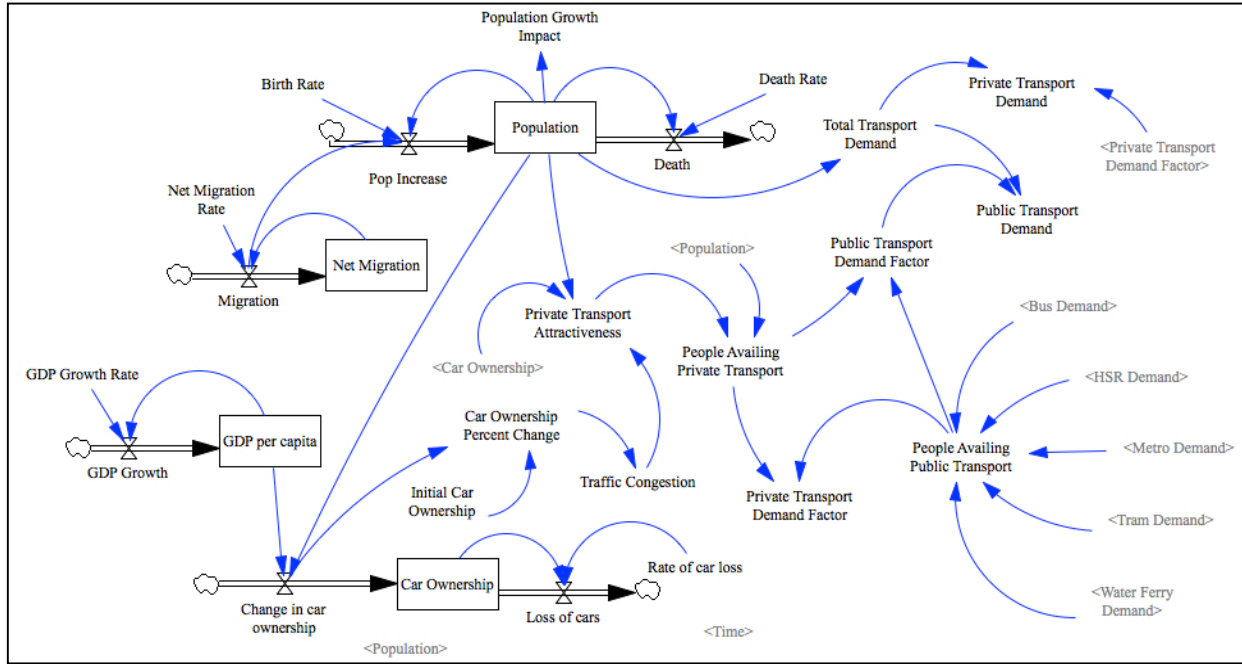 Population Growth
Impact
Birth Rate
Death Rate
Private Transport
Demand
Population
Total Transport
Demand
<Private Transport
Demand Factor>
Pop Increase
Death
Net Migration
Rate
Public Transport
Demand
<Population>
Public Transport
Demand Factor
Net Migration
Migration
Private Transport
Attractiveness
<Bus Demand>
People Availing
Private Transport
<Car Ownership>
<HSR Demand>
GDP Growth Rate
Car Ownership
Percent Change
GDP per capita
People Availing
Public Transport
<Metro Demand>
GDP Growth
Traffic Congestion
Initial Car
Ownership
Private Transport
Demand Factor
<Tram Demand>
Rate of car loss
Car Ownership
<Water Ferry
Demand>
Change in car
ownership
Loss of cars
<Time>
<Population>